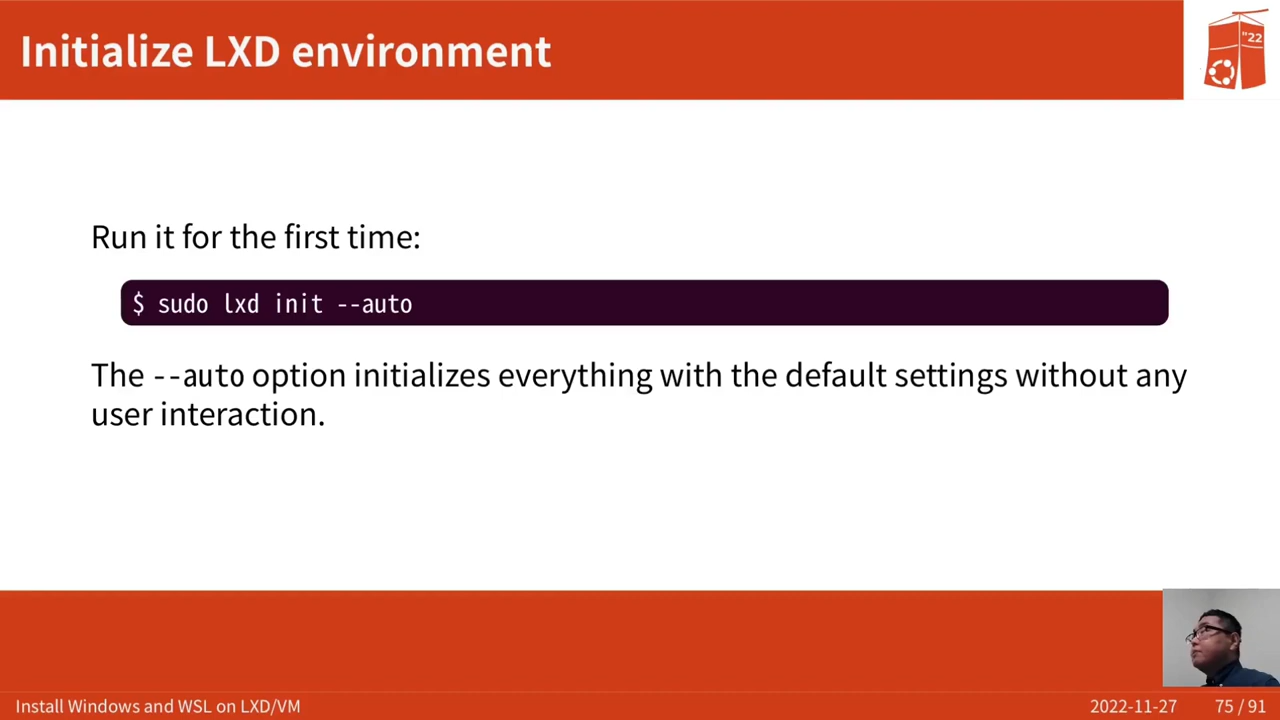 Initialize LXD environment
"22
Run it for the first time:
$ sudo lxd init --auto
The --auto option initializes everything with the default settings without any
user interaction.
Install Windows and WSL on LXD/VM
2022-11-27
75 / 91